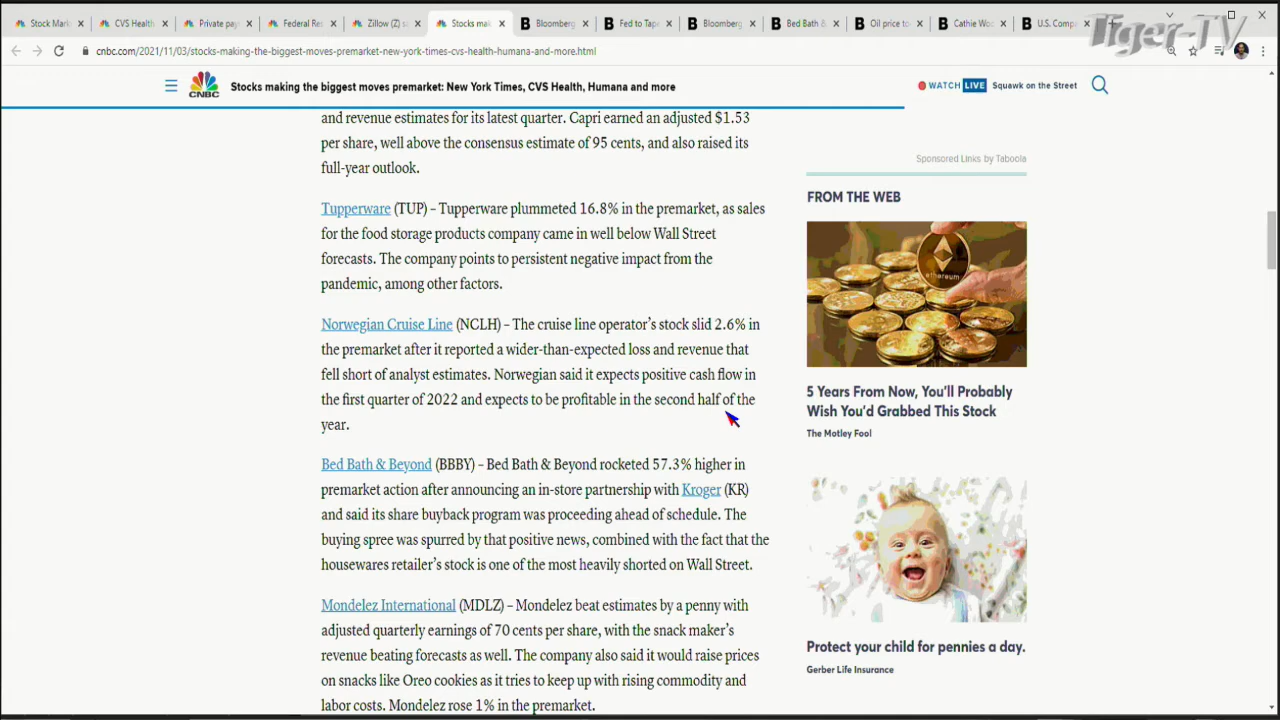 Stock Mark
CVS Health
Private pay
Federal Res
Zillow (Z) s
Stocks mak
Bloomberg
Fed to Tape
Bloomberg
Bed Bath &
Oil price to
Cathie Woo
U.S. Comp
Tiger-TV
cnbc.com/2021/11/03/stocks-making-the-biggest-moves-premarket-new-york-times-cvs-health-humana-and-more.html
CNBC
Stocks making the biggest moves premarket: New York Times, CVS Health, Humana and more
WATCH LIVE Squawk on the Street
and revenue estimates for its latest quarter. Capri earned an adjusted $1.53
per share, well above the consensus estimate of 95 cents, and also raised its
full-year outlook.
Tupperware (TUP) – Tupperware plummeted 16.8% in the premarket, as sales
for the food storage products company came in well below Wall Street
forecasts. The company points to persistent negative impact from the
pandemic, among other factors.
Norwegian Cruise Line (NCLH) – The cruise line operator's stock slid 2.6% in
the premarket after it reported a wider-than-expected loss and revenue that
fell short of analyst estimates. Norwegian said it expects positive cash flow in
the first quarter of 2022 and expects to be profitable in the second half of the
year.
Bed Bath & Beyond (BBBY) – Bed Bath & Beyond rocketed 57.3% higher in
premarket action after announcing an in-store partnership with Kroger (KR)
and said its share buyback program was proceeding ahead of schedule. The
buying spree was spurred by that positive news, combined with the fact that the
housewares retailer's stock is one of the most heavily shorted on Wall Street.
Mondelez International (MDLZ) – Mondelez beat estimates by a penny with
adjusted quarterly earnings of 70 cents per share, with the snack maker's
revenue beating forecasts as well. The company also said it would raise prices
on snacks like Oreo cookies as it tries to keep up with rising commodity and
labor costs. Mondelez rose 1% in the premarket.
Sponsored Links by Taboola
FROM THE WEB
ethereum
5 Years From Now, You'll Probably
Wish You'd Grabbed This Stock
The Motley Fool
Protect your child for pennies a day.
Gerber Life Insurance